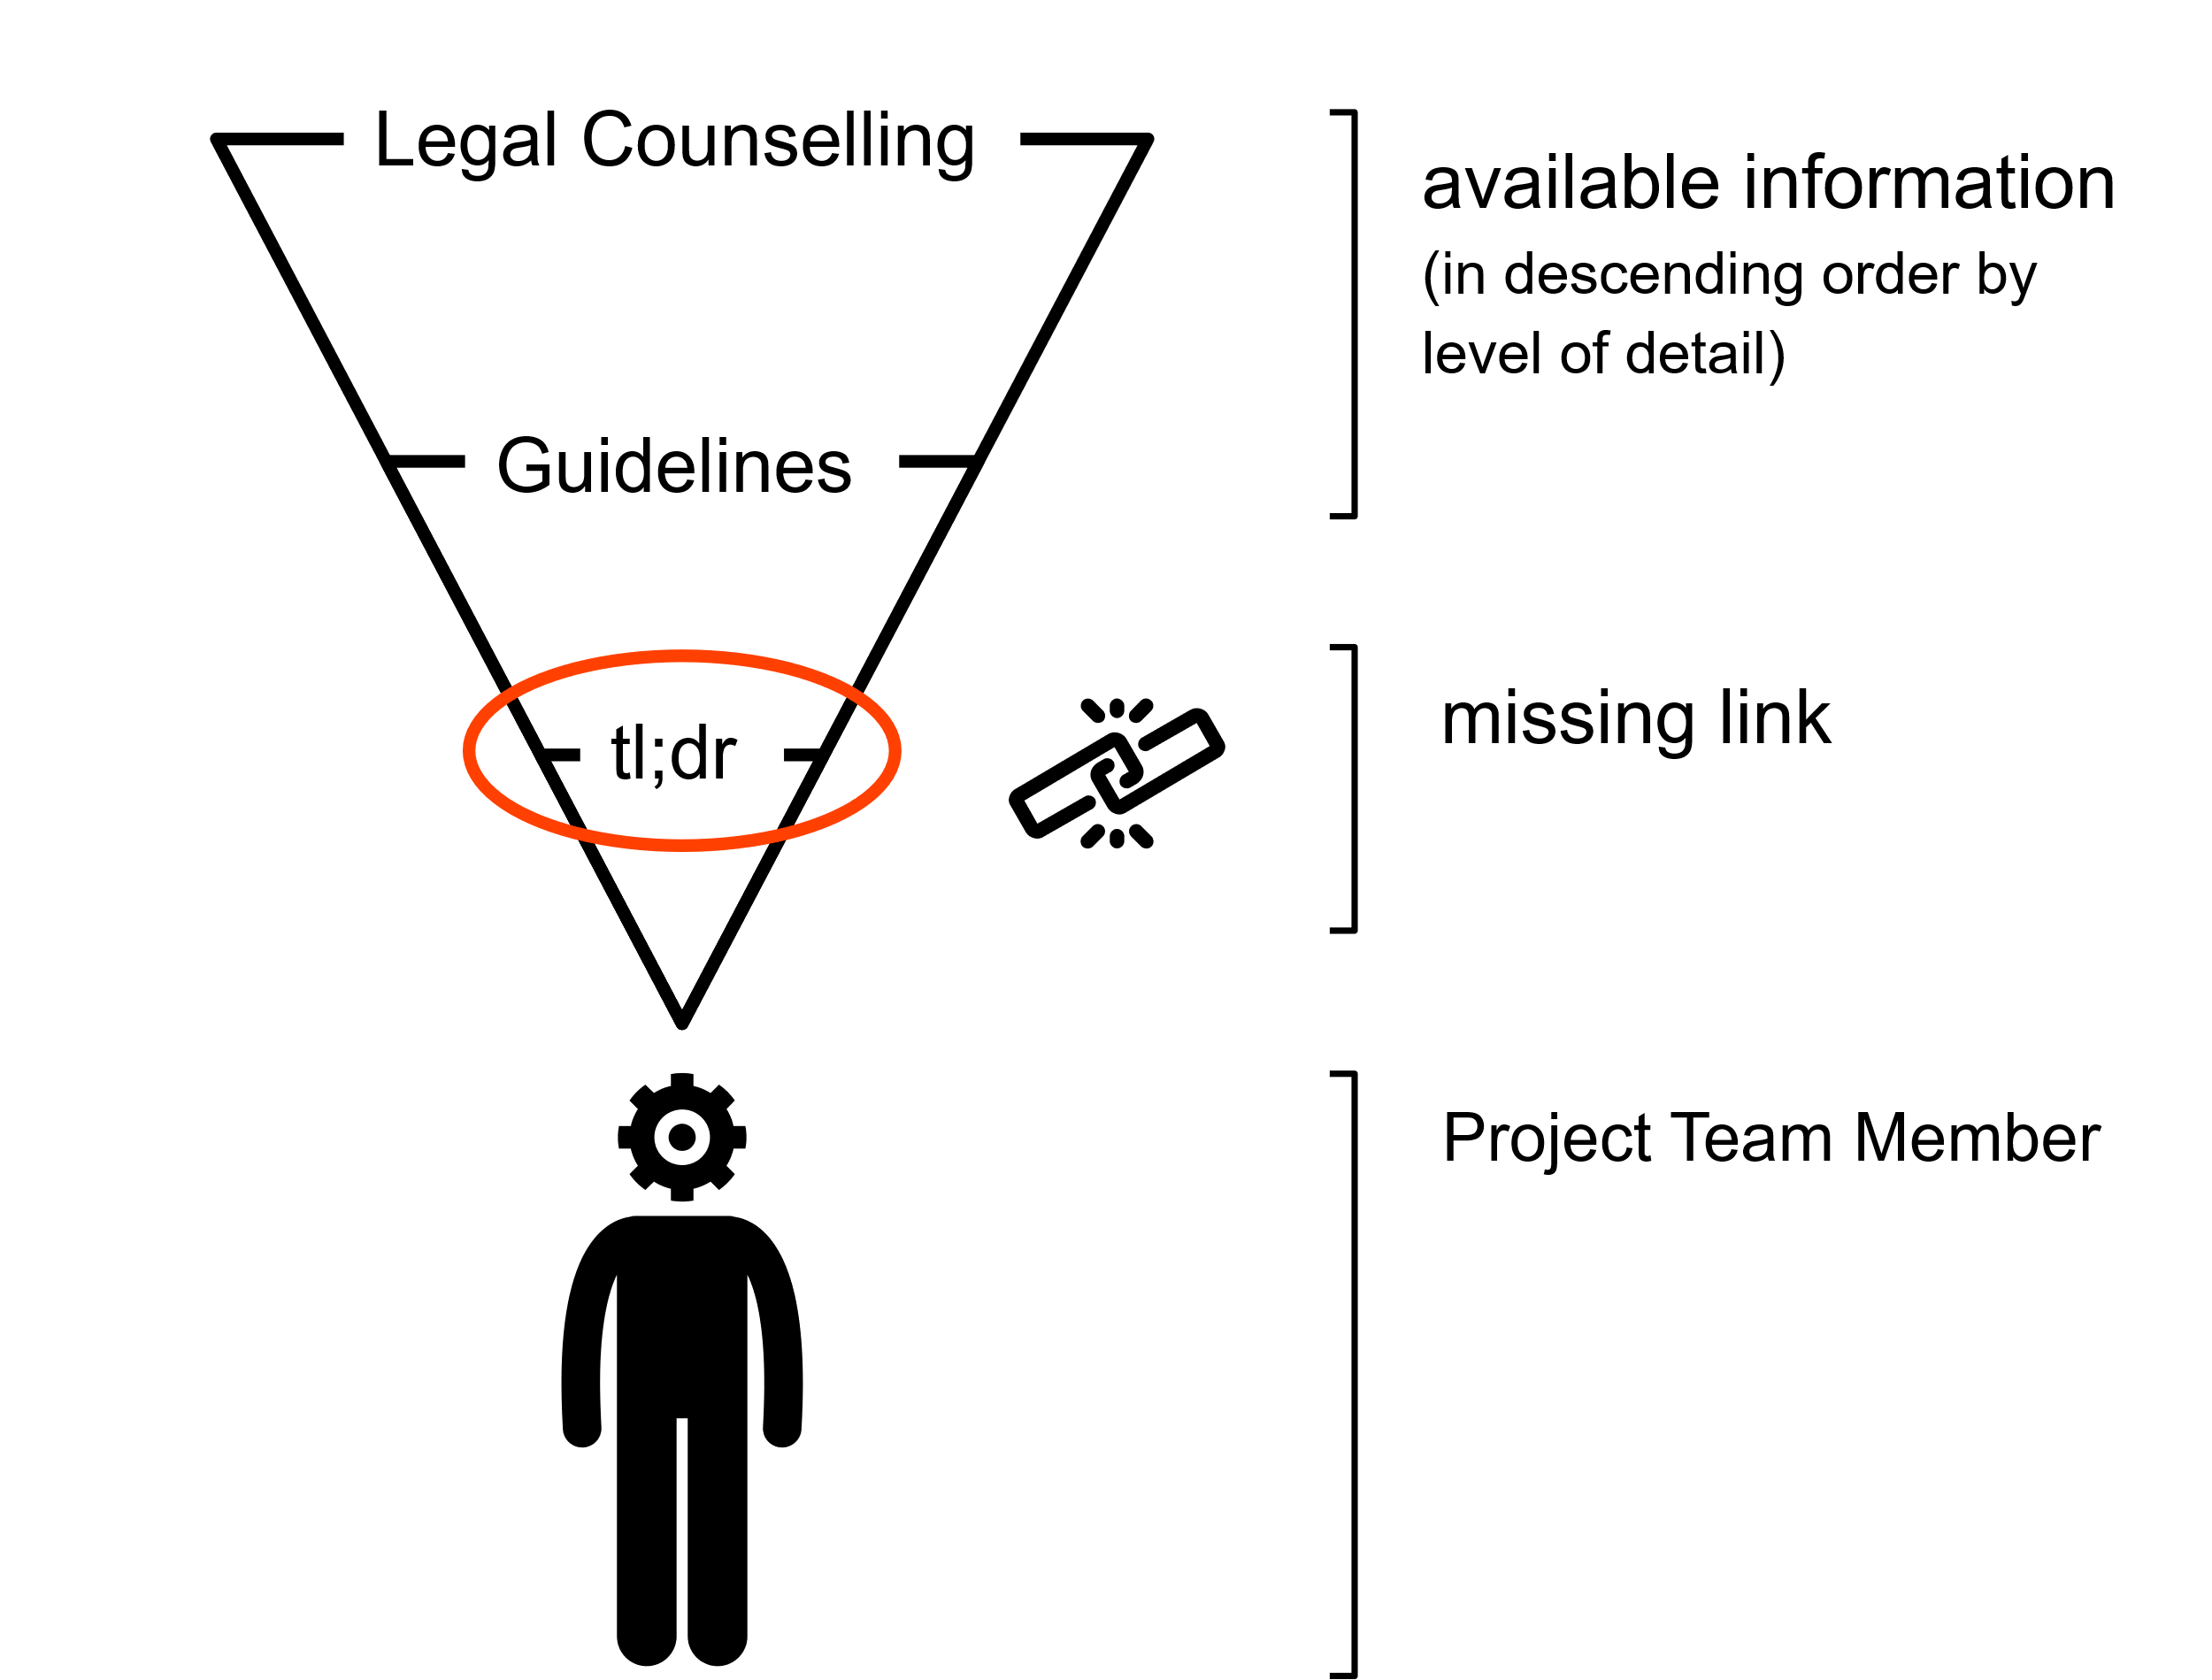 Legal Counselling
available information
(in descending order by
level of detail)
Guidelines
tl;dr
missing link
Project Team Member